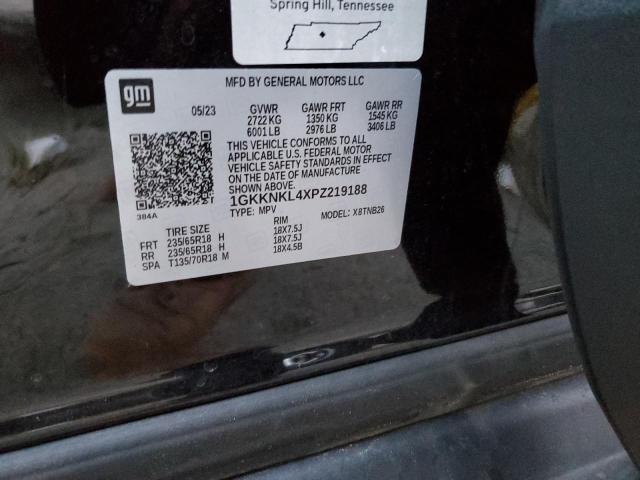 Spring Hill, Tennessee
gm
MFD BY GENERAL MOTORS LLC
05/23 GVWR GAWR FRT GAWR RR
2722 KG 1350 KG 1545 KG
6001 LB 2976 LB 3406 LB
THIS VEHICLE CONFORMS TO ALL
APPLICABLE U.S. FEDERAL MOTOR
VEHICLE SAFETY STANDARDS IN EFFECT
ON THE DATE OF MANUFACTURE
SHOWN ABOVE.
1GKKNKL4XPZ219188
384A
TYPE: MPV MODEL: X8TNB26
TIRE SIZE RIM
FRT 235/65R18 H 18X7.5J
RR 235/65R18 H 18X7.5J
SPA T135/70R18 M 18X4.5B